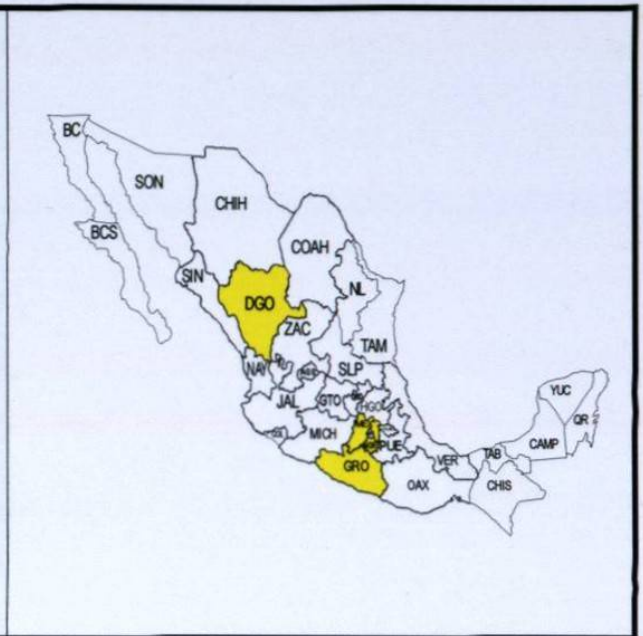 BC
SON
CHIH
BCS
COAH
SIN
NL
DGO
ZAC
TAM
NAY
SLP
YUC
JAL
GTO
HGO
QR
MICH
PUE
CAMP
VER
TAB
GRO
OAX
CHIS